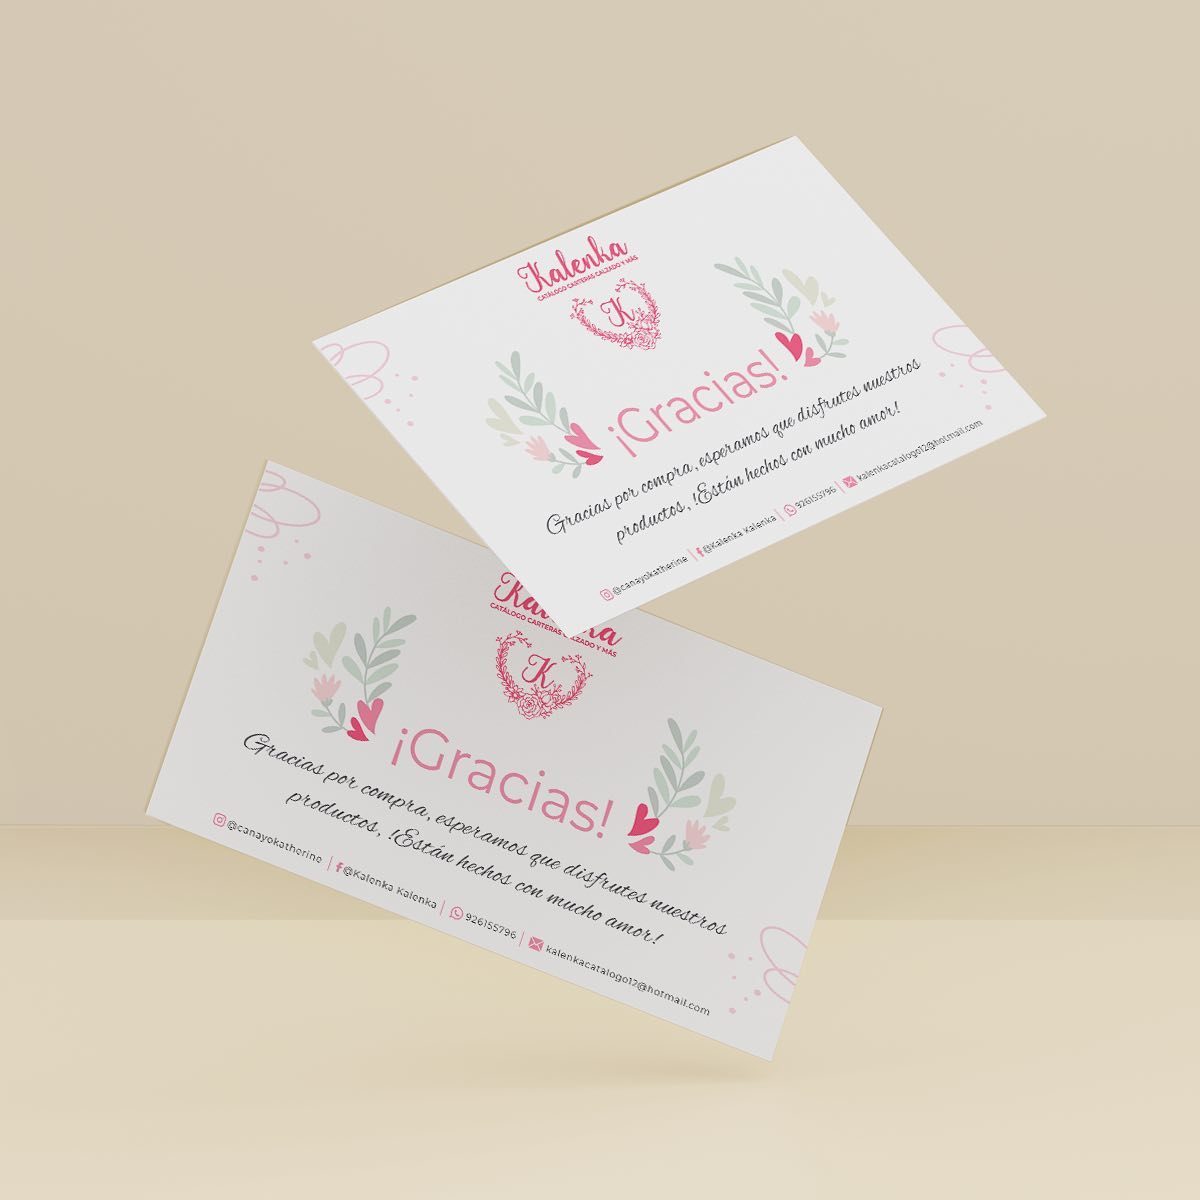 Kalenka
CATÁLOGO CARTERAS CALZADO Y MÁS
K
¡Gracias!
Gracias por compra, esperamos que disfrutes nuestros
productos, !Están hechos con mucho amor!
@canayokatherine | @Kalenka Kalenka | 926155796 | kalenkacatalogo12@hotmail.com
Kalenka
CATÁLOGO CARTERAS CALZADO Y MÁS
K
¡Gracias!
Gracias por compra, esperamos que disfrutes nuestros
productos, !Están hechos con mucho amor!
@canayokatherine | @Kalenka Kalenka | 926155796 | kalenkacatalogo12@hotmail.com